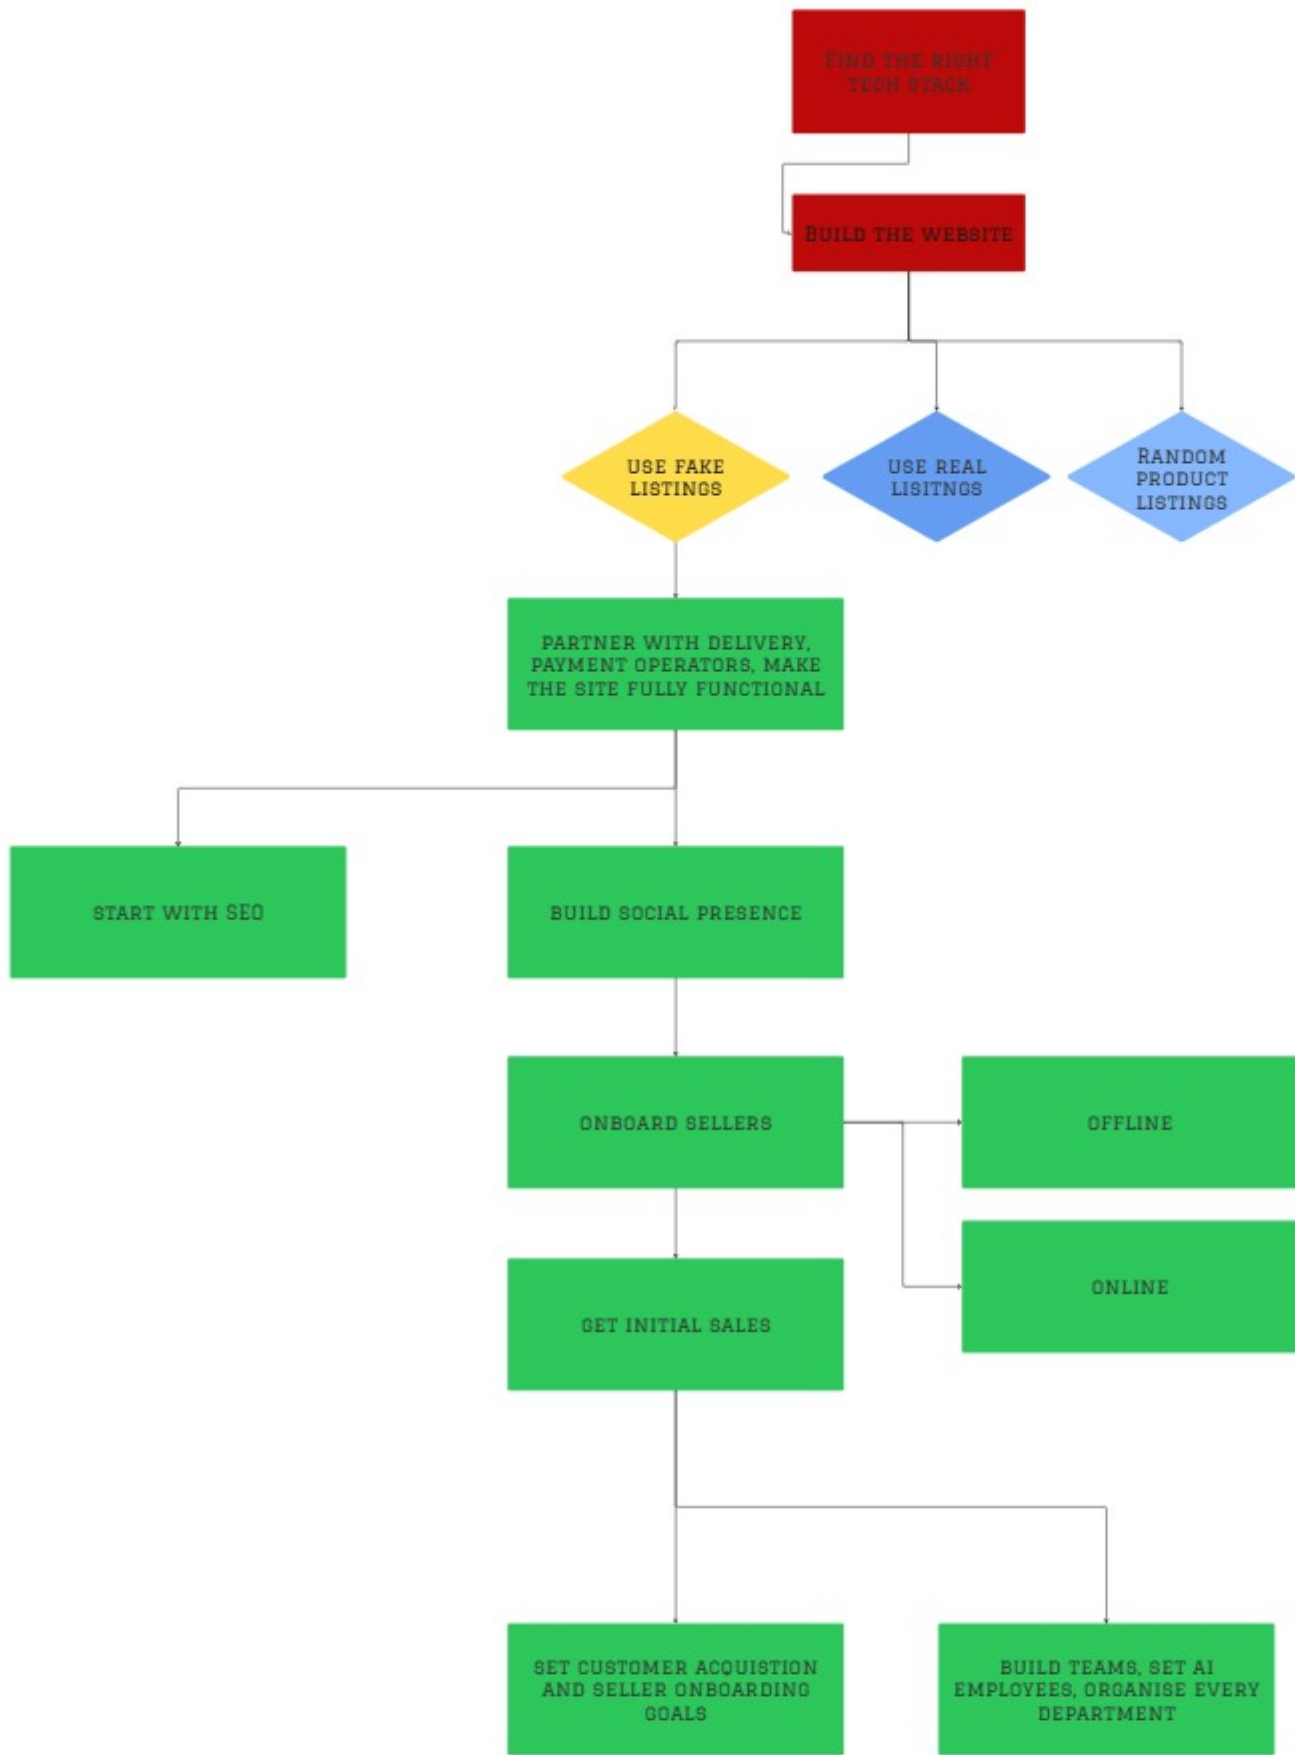 Find the right
tech stack
Build the website
use fake
listings
use real
lisitngs
Random
product
listings
partner with delivery,
payment operators, make
the site fully functional
start with SEO
build social presence
onboard sellers
offline
online
get initial sales
set customer acquistion
and seller onboarding
goals
build teams, set AI
employees, organise every
department